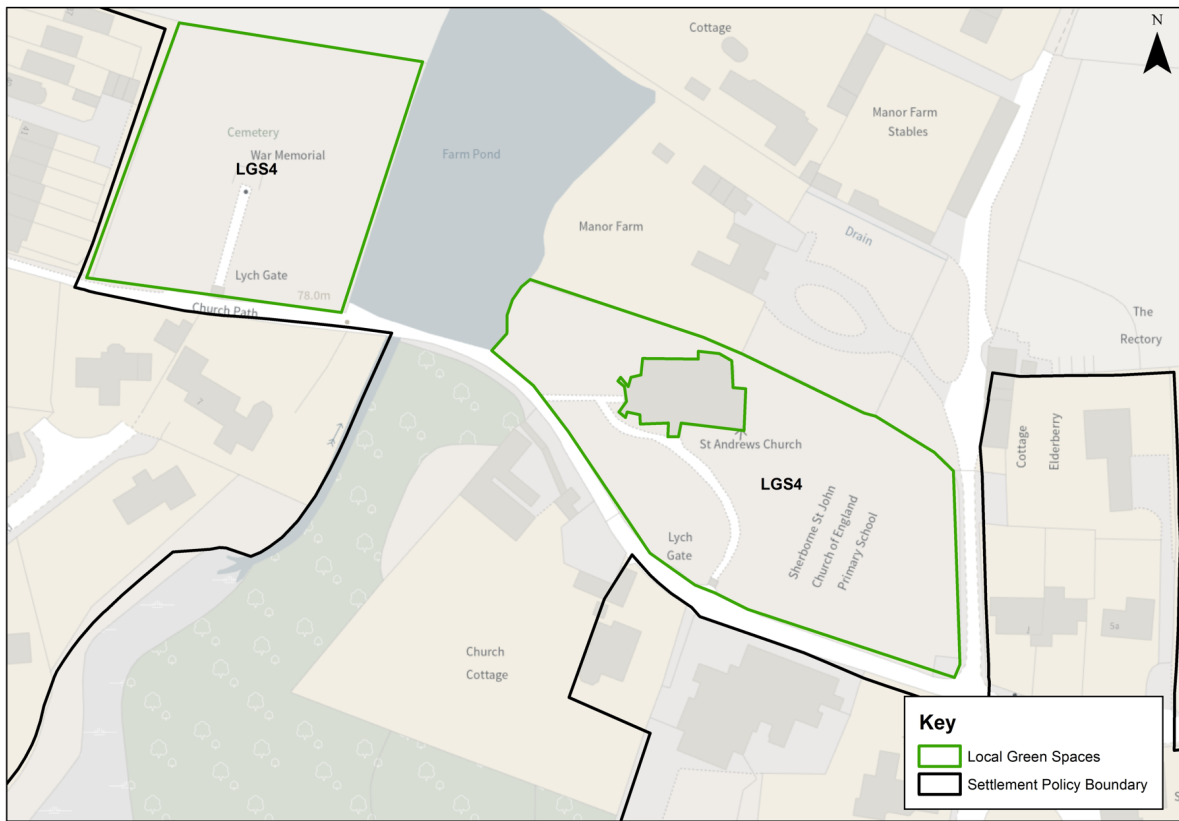 N
Cottage
Manor Farm
Stables
Cemetery
War Memorial
LGS4
Farm Pond
Manor Farm
Drain
41
Lych Gate
78.0m
Church Path
The
Rectory
St Andrews Church
LGS4
Cottage
Elderberry
Sherborne St John
Church of England
Primary School
Lych
Gate
Church
Cottage
5a
Key
Local Green Spaces
Settlement Policy Boundary